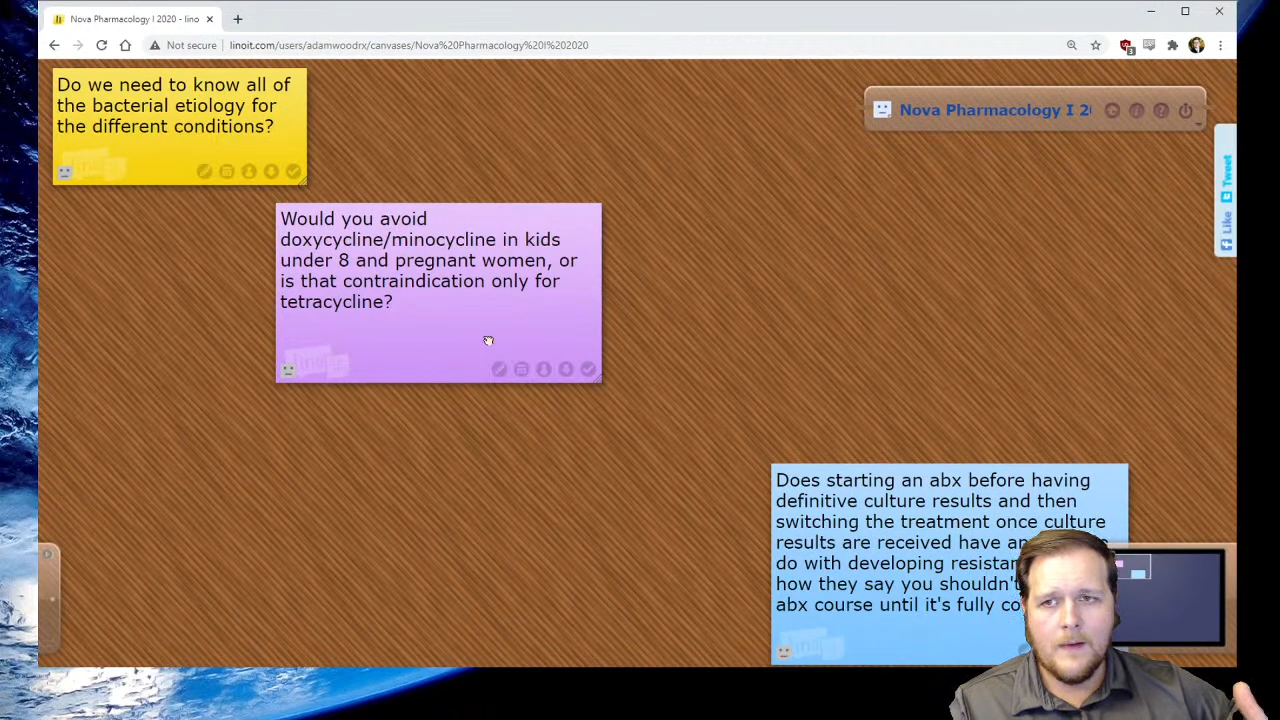 Nova Pharmacology I 2020 - lino
Not secure
linoit.com/users/adamwoodrx/canvases/Nova%20Pharmacology%20I%202020
3
Do we need to know all of
the bacterial etiology for
the different conditions?
Nova Pharmacology I 2
Tweet
Like
Would you avoid
doxycycline/minocycline in kids
under 8 and pregnant women, or
is that contraindication only for
tetracycline?
Does starting an abx before having
definitive culture results and then
switching the treatment once culture
results are received have
do with developing
how they say you shouldn't
abx course until it's fully